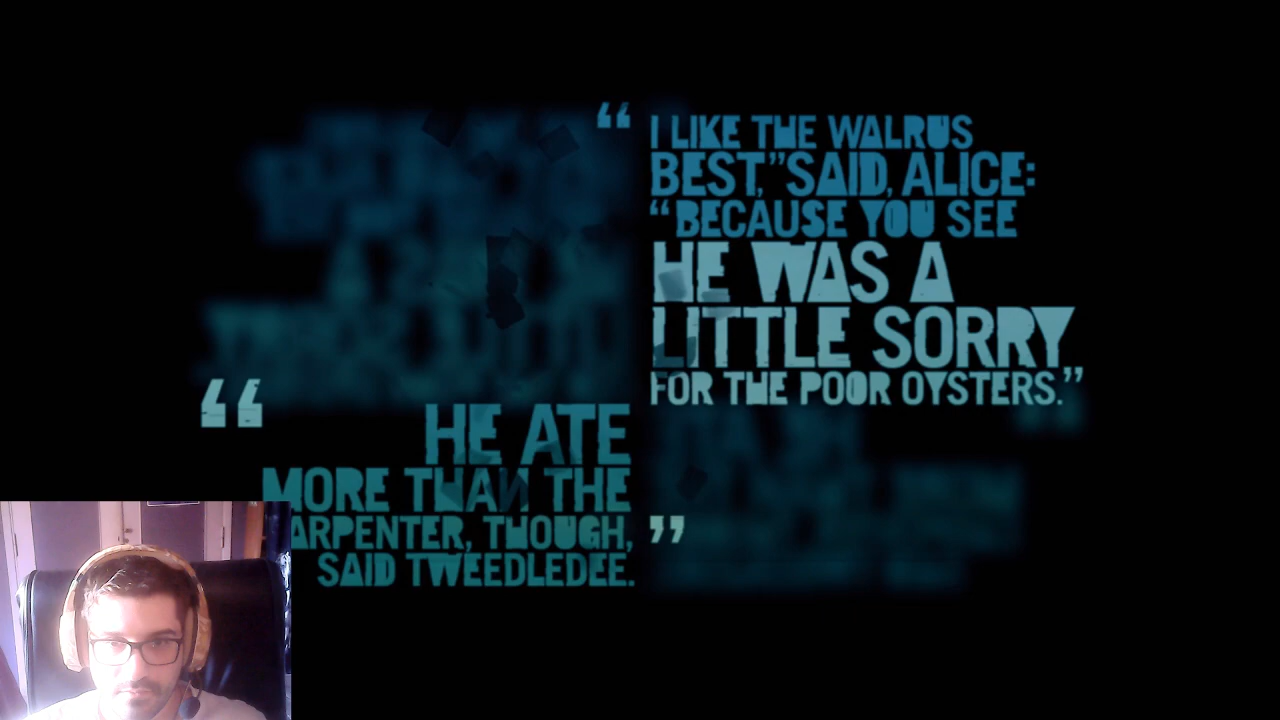 “I LIKE THE WALRUS
BEST,”SAID, ALICE:
“BECAUSE YOU SEE
HE WAS A
LITTLE SORRY
FOR THE POOR OYSTERS.”
“HE ATE
MORE THAN THE
ARPENTER, THOUGH,”
SAID TWEEDLEDEE.